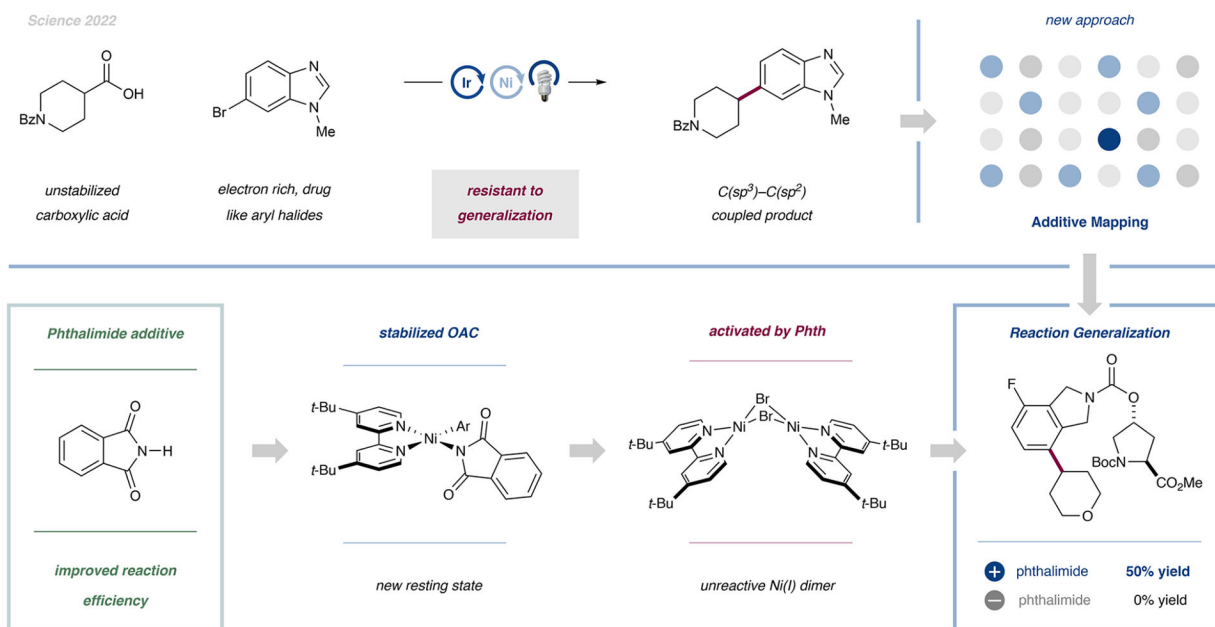 Science 2022
new approach
O
OH
N
BzN
Br
N
N
Me
Ir
Ni
BzN
N
N
Me
unstabilized
carboxylic acid
electron rich, drug
like aryl halides
resistant to
generalization
C(sp³)–C(sp²)
coupled product
Additive Mapping
Phthalimide additive
O
N–H
O
improved reaction
efficiency
stabilized OAC
t-Bu
N
Ar
Ni
N
N
O
O
t-Bu
new resting state
activated by Phth
t-Bu
Br
Br
t-Bu
N
Ni
Ni
N
N
N
t-Bu
t-Bu
unreactive Ni(I) dimer
Reaction Generalization
F
N
O
O
BocN
CO₂Me
O
+ phthalimide 50% yield
– phthalimide 0% yield